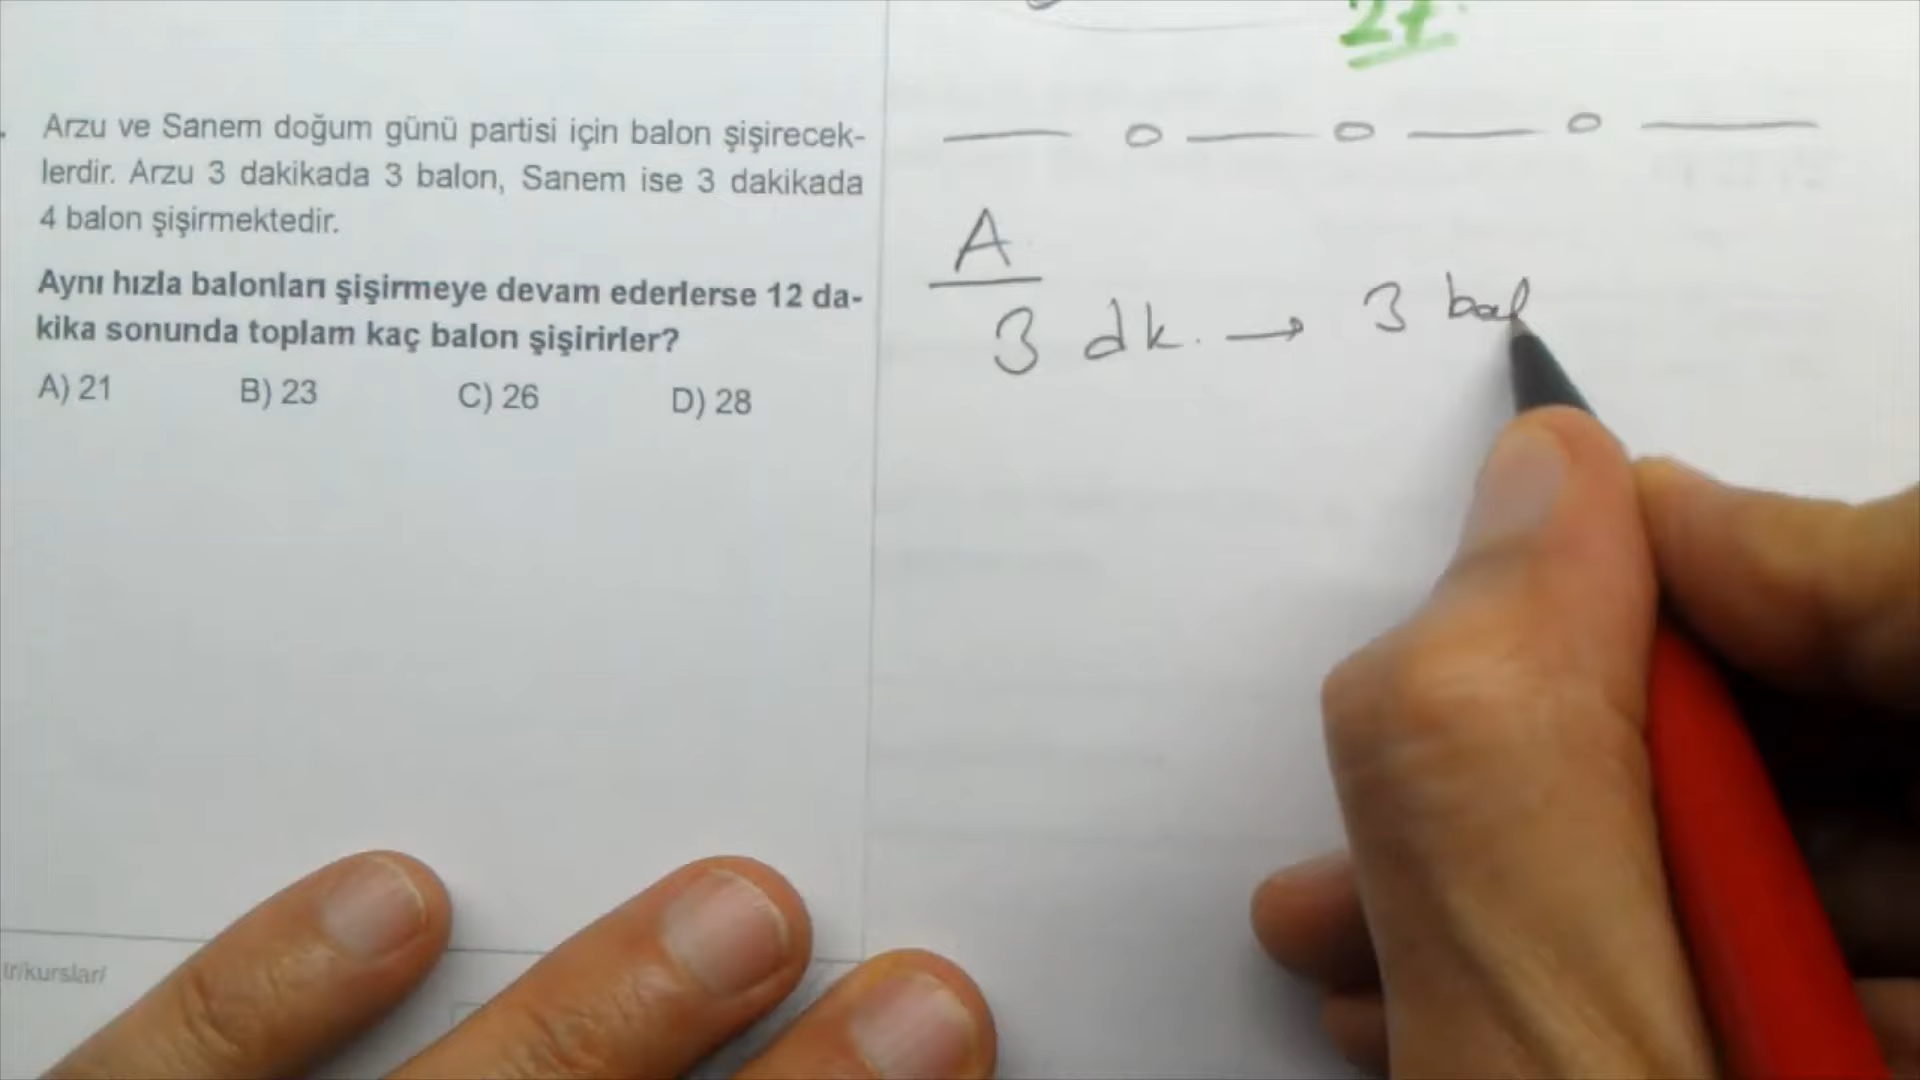 27.
Arzu ve Sanem doğum günü partisi için balon şişirecek-
lerdir. Arzu 3 dakikada 3 balon, Sanem ise 3 dakikada
4 balon şişirmektedir.
Aynı hızla balonları şişirmeye devam ederlerse 12 da-
kika sonunda toplam kaç balon şişirirler?
A) 21 B) 23 C) 26 D) 28
A
3 dk. → 3 bal
tr/kurslar/